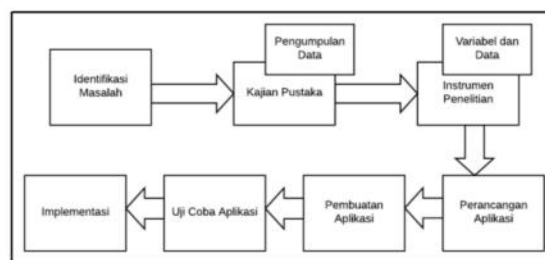 Identifikasi
Masalah
Pengumpulan
Data
Kajian Pustaka
Variabel dan
Data
Instrumen
Penelitian
Implementasi
Uji Coba Aplikasi
Pembuatan
Aplikasi
Perancangan
Aplikasi